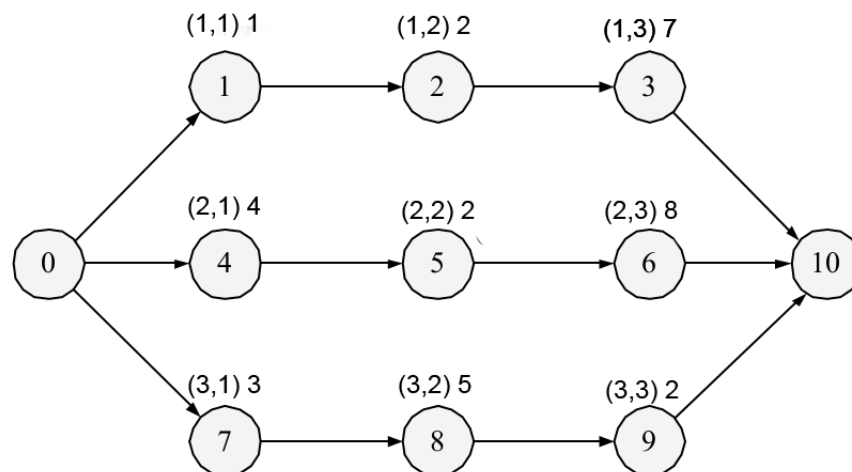 (1,1) 1 (1,2) 2 (1,3) 7
1 2 3
(2,1) 4 (2,2) 2 (2,3) 8
0 4 5 6 10
(3,1) 3 (3,2) 5 (3,3) 2
7 8 9